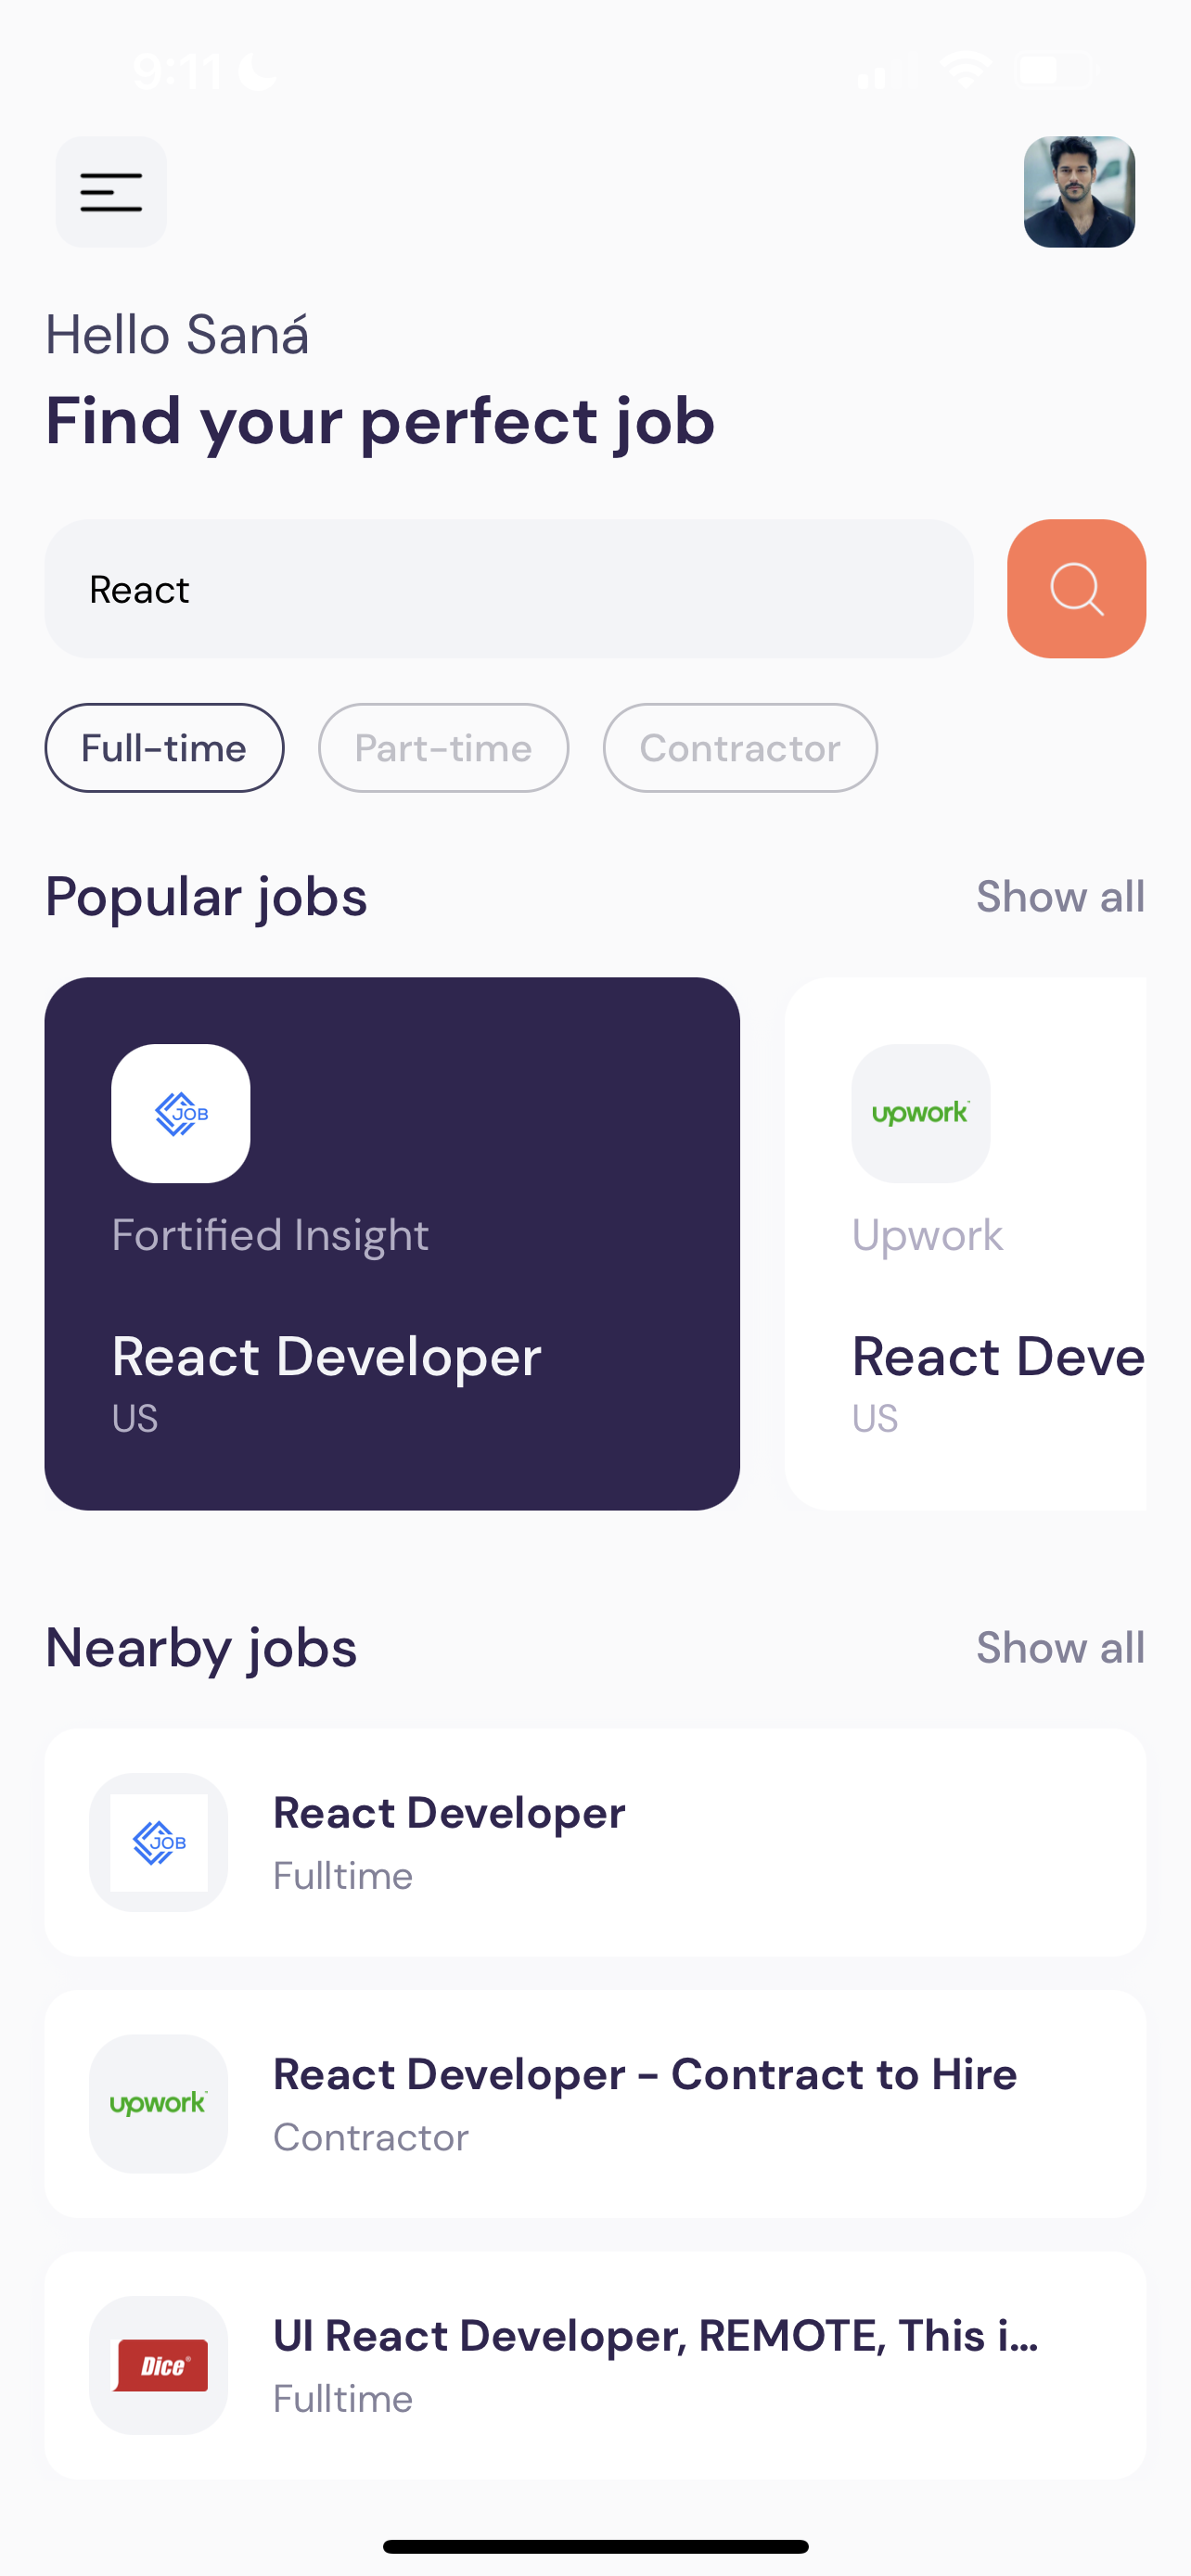 9:11
Hello Saná
Find your perfect job
React
Full-time Part-time Contractor
Popular jobs Show all
JOB
upwork
Fortified Insight
Upwork
React Developer
React Deve
US
US
Nearby jobs Show all
JOB
React Developer
Fulltime
upwork
React Developer - Contract to Hire
Contractor
Dice
UI React Developer, REMOTE, This i...
Fulltime